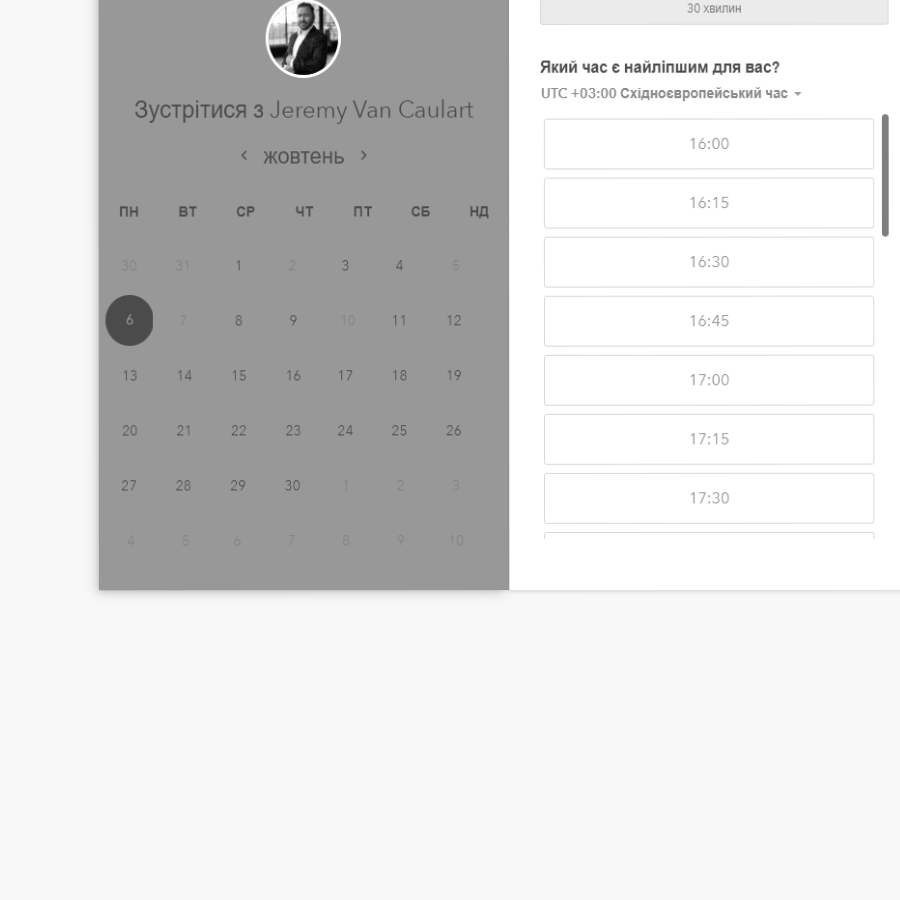 Зустрітися з Jeremy Van Caulart
жовтень
ПН ВТ СР ЧТ ПТ СБ НД
30 31 1 2 3 4 5
6 7 8 9 10 11 12
13 14 15 16 17 18 19
20 21 22 23 24 25 26
27 28 29 30 1 2 3
4 5 6 7 8 9 10
30 хвилин
Який час є найліпшим для вас?
UTC +03:00 Східноєвропейський час
16:00
16:15
16:30
16:45
17:00
17:15
17:30